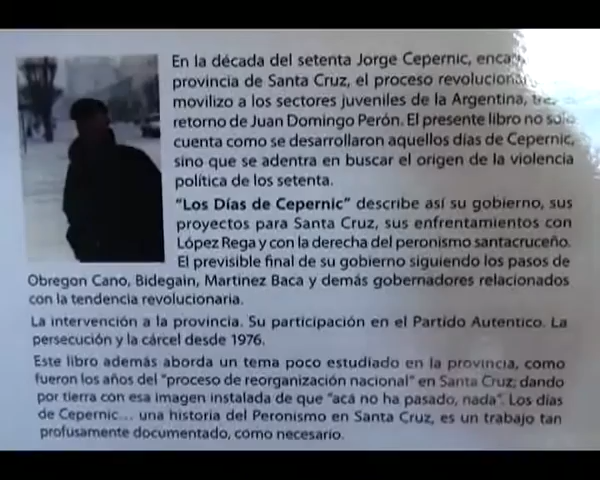 En la década del setenta Jorge Cepernic,
provincia de Santa Cruz, el proceso
movilizo a los sectores juveniles de la Argentina,
retorno de Juan Domingo Perón. El presente libro no solo
cuenta como se desarrollaron aquellos días de Cepernic,
sino que se adentra en buscar el origen de la violencia
política de los setenta.
"Los Días de Cepernic" describe así su gobierno, sus
proyectos para Santa Cruz, sus enfrentamientos con
López Rega y con la derecha del peronismo santacruceño.
El previsible final de su gobierno siguiendo los pasos de
Obregon Cano, Bidegain, Martinez Baca y demás gobernadores relacionados
con la tendencia revolucionaria.
La intervención a la provincia. Su participación en el Partido Autentico. La
persecución y la cárcel desde 1976.
Este libro además aborda un tema poco estudiado en la provincia, como
fueron los años del "proceso de reorganización nacional" en Santa Cruz; dando
por tierra con esa imagen instalada de que "acá no ha pasado, nada". Los días
de Cepernic... una historia del Peronismo en Santa Cruz, es un trabajo tan
profusamente documentado, como necesario.